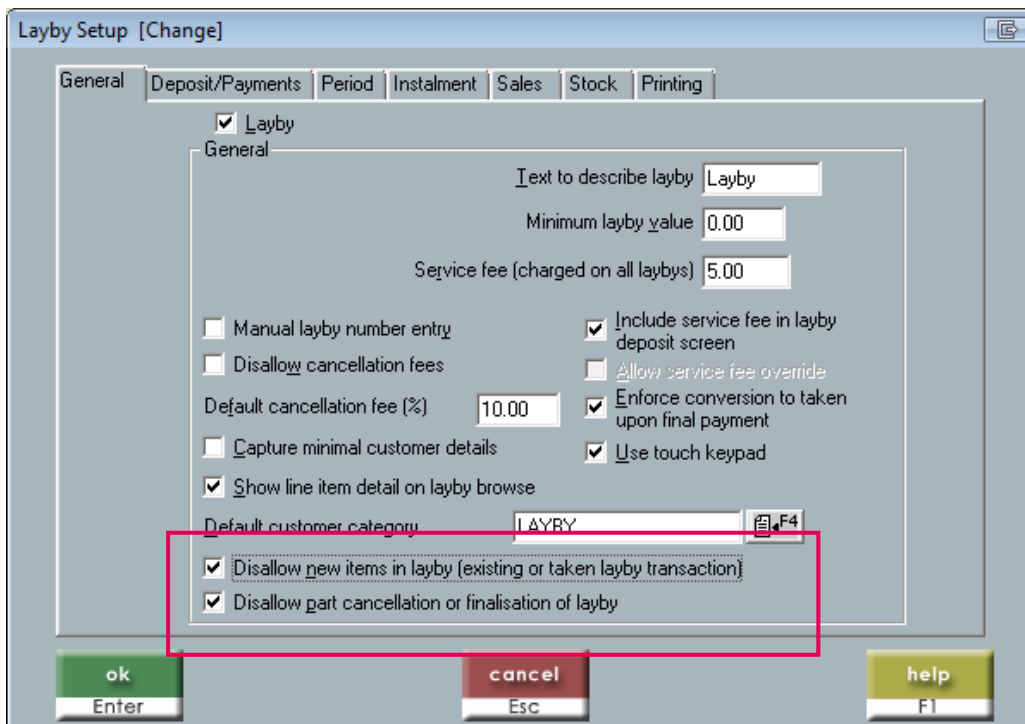 Layby Setup [Change]
General Deposit/Payments Period Instalment Sales Stock Printing
Layby
General
Text to describe layby Layby
Minimum layby value 0.00
Service fee (charged on all laybys) 5.00
Manual layby number entry
Include service fee in layby
deposit screen
Disallow cancellation fees
Allow service fee override
Default cancellation fee (%) 10.00
Enforce conversion to taken
upon final payment
Capture minimal customer details
Use touch keypad
Show line item detail on layby browse
Default customer category LAYBY F4
Disallow new items in layby (existing or taken layby transaction)
Disallow part cancellation or finalisation of layby
ok cancel help
Enter Esc F1